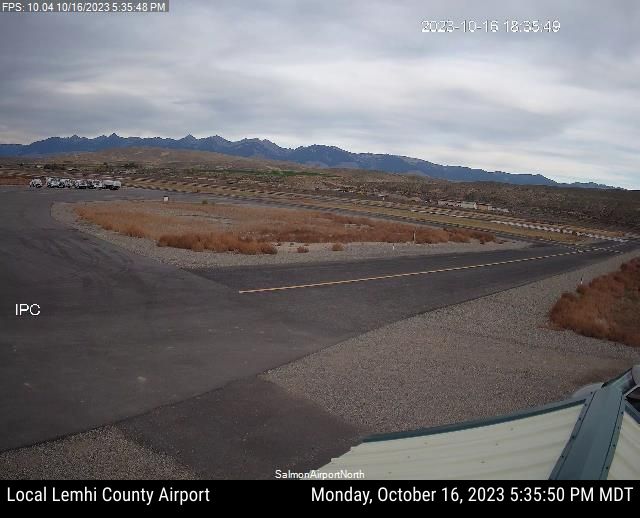 FPS: 10.04 10/16/2023 5:35:48 PM
2023-10-16 18:35:49
IPC
SalmonAirportNorth
Local Lemhi County Airport
Monday, October 16, 2023 5:35:50 PM MDT